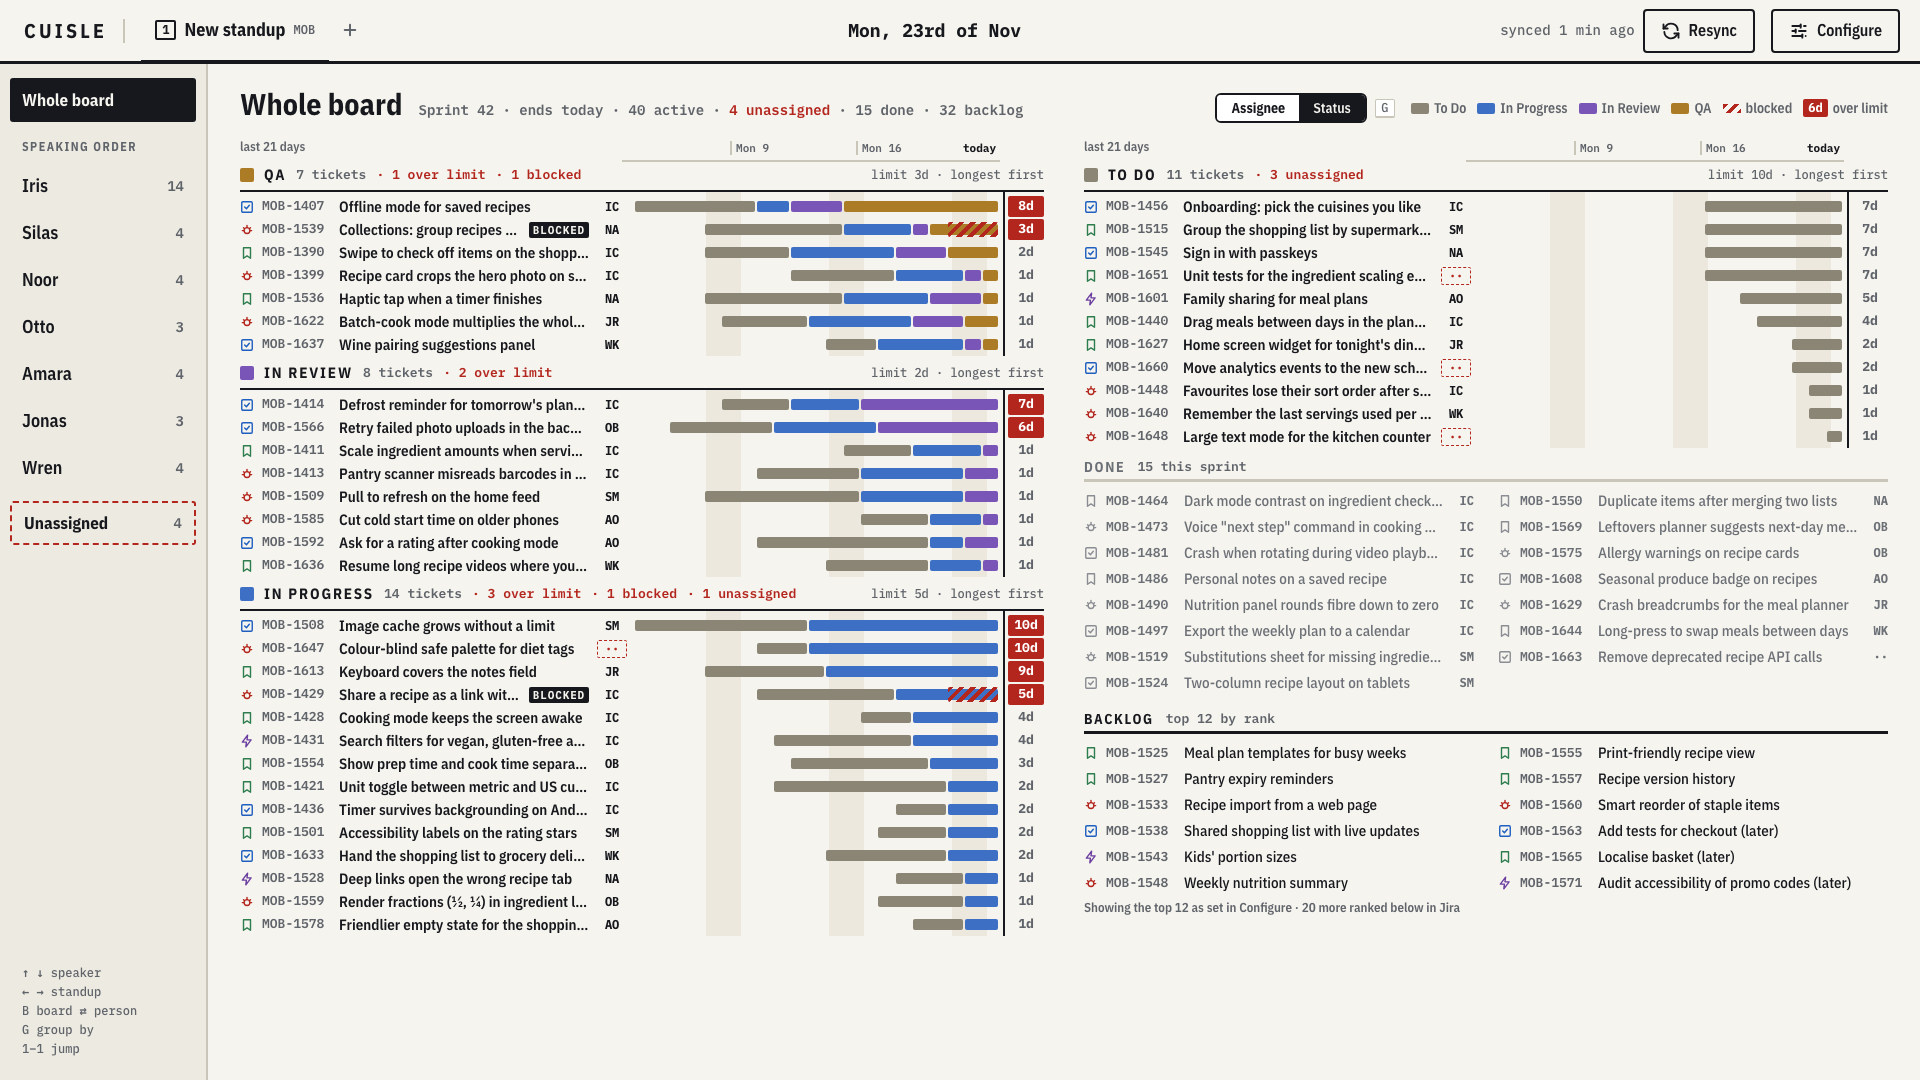 CUISLE
1 New standup MOB +
Mon, 23rd of Nov
synced 1 min ago
Resync
Configure
Whole board
SPEAKING ORDER
Iris 14
Silas 4
Noor 4
Otto 3
Amara 4
Jonas 3
Wren 4
Unassigned 4
↑ ↓ speaker
← → standup
B board ⇄ person
G group by
1–1 jump
Whole board
Sprint 42 · ends today · 40 active · 4 unassigned · 15 done · 32 backlog
Assignee Status G
To Do In Progress In Review QA blocked 6d over limit
last 21 days Mon 9 Mon 16 today
QA 7 tickets · 1 over limit · 1 blocked limit 3d · longest first
MOB-1407 Offline mode for saved recipes IC 8d
MOB-1539 Collections: group recipes ... BLOCKED NA 3d
MOB-1390 Swipe to check off items on the shopp... IC 2d
MOB-1399 Recipe card crops the hero photo on s... IC 1d
MOB-1536 Haptic tap when a timer finishes NA 1d
MOB-1622 Batch-cook mode multiplies the whol... JR 1d
MOB-1637 Wine pairing suggestions panel WK 1d
IN REVIEW 8 tickets · 2 over limit limit 2d · longest first
MOB-1414 Defrost reminder for tomorrow's plan... IC 7d
MOB-1566 Retry failed photo uploads in the bac... OB 6d
MOB-1411 Scale ingredient amounts when servi... IC 1d
MOB-1413 Pantry scanner misreads barcodes in ... IC 1d
MOB-1509 Pull to refresh on the home feed SM 1d
MOB-1585 Cut cold start time on older phones AO 1d
MOB-1592 Ask for a rating after cooking mode AO 1d
MOB-1636 Resume long recipe videos where you... WK 1d
IN PROGRESS 14 tickets · 3 over limit · 1 blocked · 1 unassigned limit 5d · longest first
MOB-1508 Image cache grows without a limit SM 10d
MOB-1647 Colour-blind safe palette for diet tags ·· 10d
MOB-1613 Keyboard covers the notes field JR 9d
MOB-1429 Share a recipe as a link wit... BLOCKED IC 5d
MOB-1428 Cooking mode keeps the screen awake IC 4d
MOB-1431 Search filters for vegan, gluten-free a... IC 4d
MOB-1554 Show prep time and cook time separa... OB 3d
MOB-1421 Unit toggle between metric and US cu... IC 2d
MOB-1436 Timer survives backgrounding on And... IC 2d
MOB-1501 Accessibility labels on the rating stars SM 2d
MOB-1633 Hand the shopping list to grocery deli... WK 2d
MOB-1528 Deep links open the wrong recipe tab NA 1d
MOB-1559 Render fractions (½, ¼) in ingredient l... OB 1d
MOB-1578 Friendlier empty state for the shoppin... AO 1d
last 21 days Mon 9 Mon 16 today
TO DO 11 tickets · 3 unassigned limit 10d · longest first
MOB-1456 Onboarding: pick the cuisines you like IC 7d
MOB-1515 Group the shopping list by supermark... SM 7d
MOB-1545 Sign in with passkeys NA 7d
MOB-1651 Unit tests for the ingredient scaling e... ·· 7d
MOB-1601 Family sharing for meal plans AO 5d
MOB-1440 Drag meals between days in the plan... IC 4d
MOB-1627 Home screen widget for tonight's din... JR 2d
MOB-1660 Move analytics events to the new sch... ·· 2d
MOB-1448 Favourites lose their sort order after s... IC 1d
MOB-1640 Remember the last servings used per ... WK 1d
MOB-1648 Large text mode for the kitchen counter ·· 1d
DONE 15 this sprint
MOB-1464 Dark mode contrast on ingredient check... IC
MOB-1473 Voice "next step" command in cooking ... IC
MOB-1481 Crash when rotating during video playb... IC
MOB-1486 Personal notes on a saved recipe IC
MOB-1490 Nutrition panel rounds fibre down to zero IC
MOB-1497 Export the weekly plan to a calendar IC
MOB-1519 Substitutions sheet for missing ingredie... SM
MOB-1524 Two-column recipe layout on tablets SM
MOB-1550 Duplicate items after merging two lists NA
MOB-1569 Leftovers planner suggests next-day me... OB
MOB-1575 Allergy warnings on recipe cards OB
MOB-1608 Seasonal produce badge on recipes AO
MOB-1629 Crash breadcrumbs for the meal planner JR
MOB-1644 Long-press to swap meals between days WK
MOB-1663 Remove deprecated recipe API calls ··
BACKLOG top 12 by rank
MOB-1525 Meal plan templates for busy weeks
MOB-1527 Pantry expiry reminders
MOB-1533 Recipe import from a web page
MOB-1538 Shared shopping list with live updates
MOB-1543 Kids' portion sizes
MOB-1548 Weekly nutrition summary
MOB-1555 Print-friendly recipe view
MOB-1557 Recipe version history
MOB-1560 Smart reorder of staple items
MOB-1563 Add tests for checkout (later)
MOB-1565 Localise basket (later)
MOB-1571 Audit accessibility of promo codes (later)
Showing the top 12 as set in Configure · 20 more ranked below in Jira